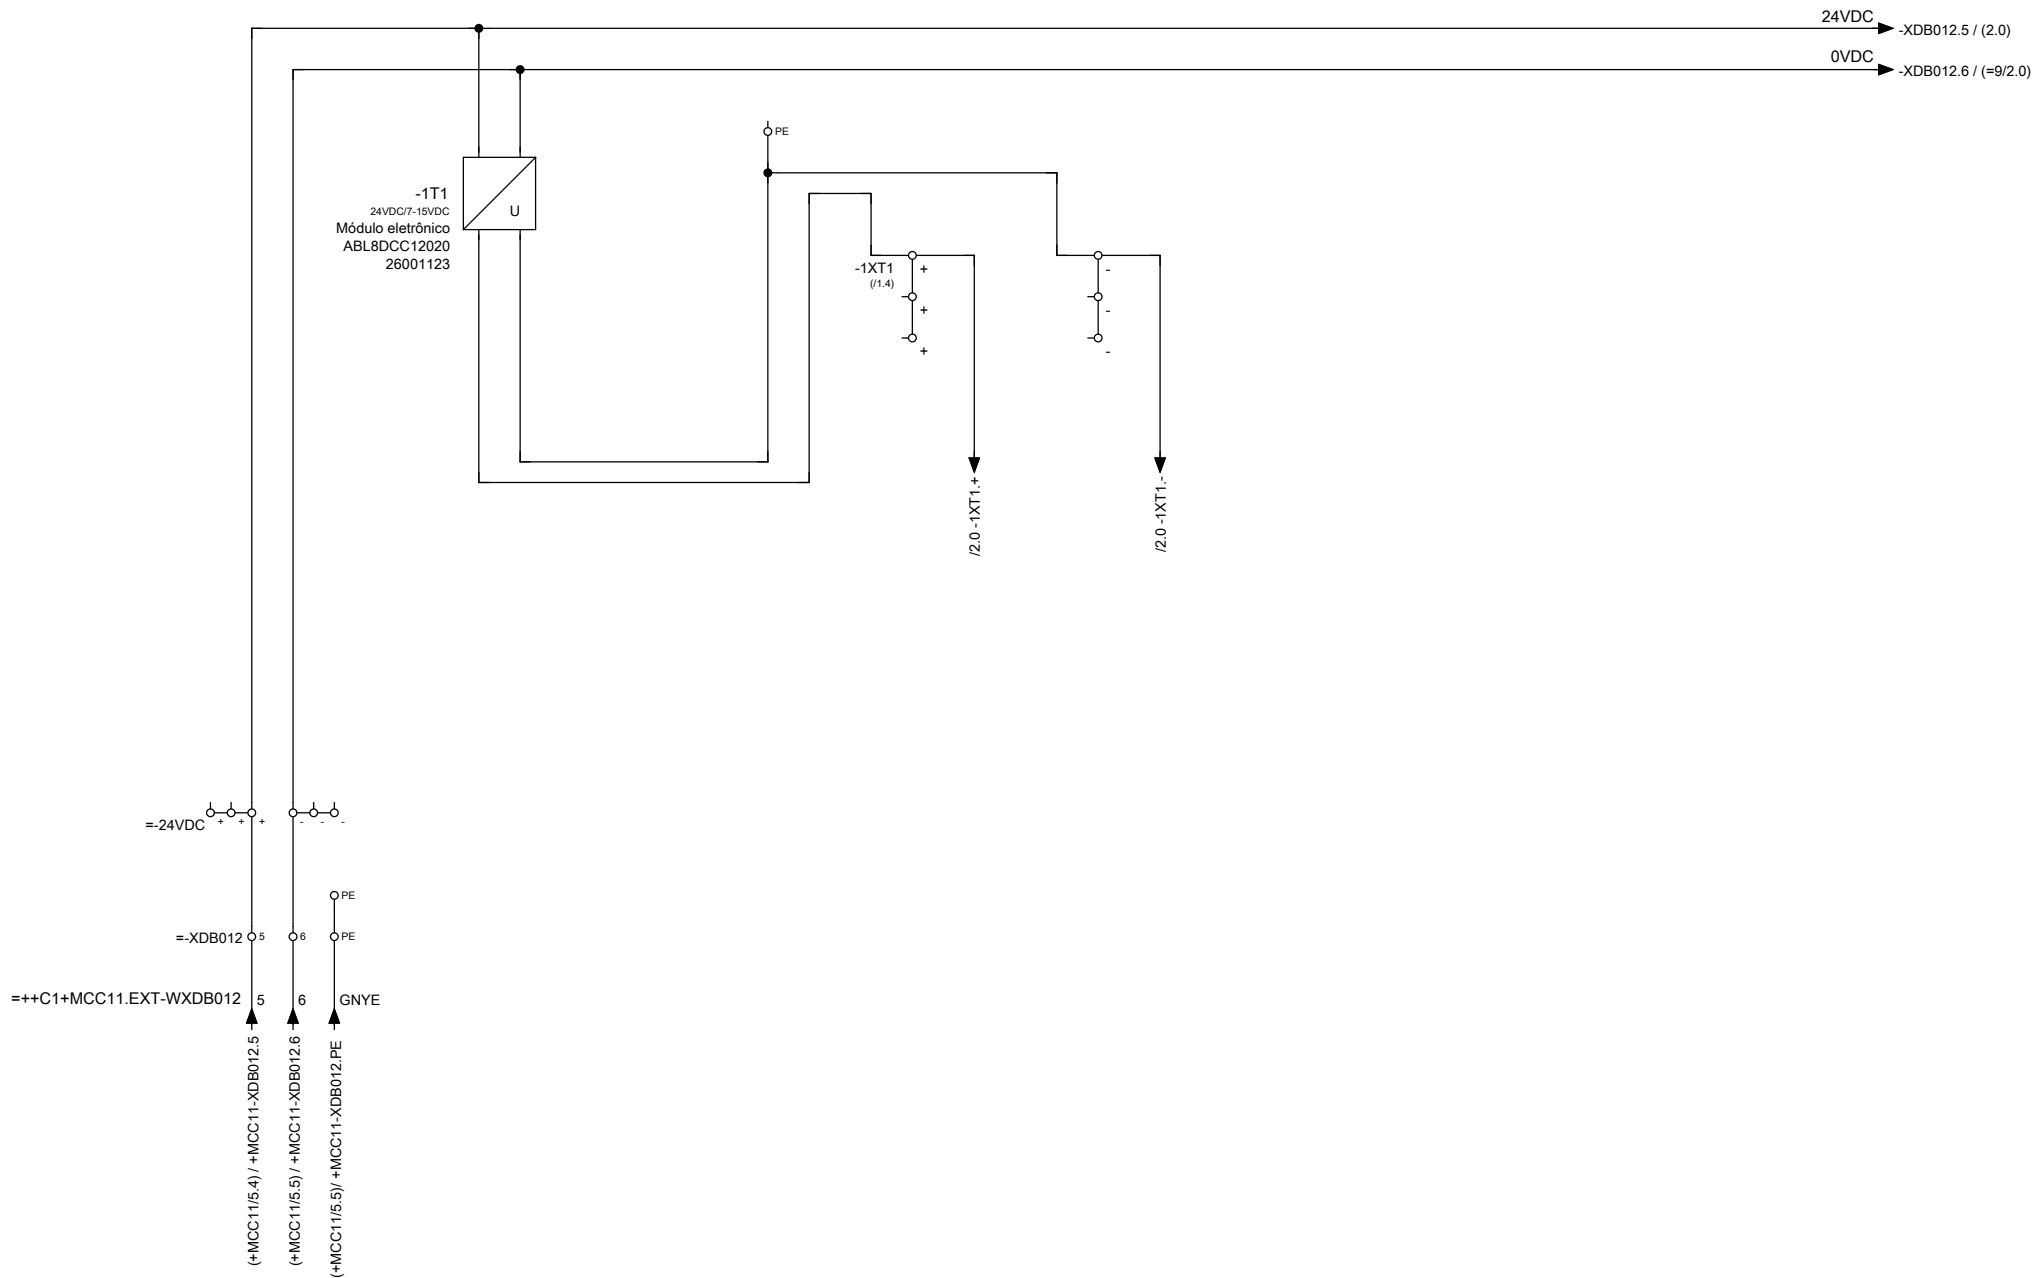 24VDC
-XDB012.5 / (2.0)
0VDC
-XDB012.6 / (=9/2.0)
PE
-1T1
24VDC/7-15VDC
Módulo eletrônico
ABL8DCC12020
26001123
U
-1XT1
(/1.4)
+
+
+
-
-
-
/2.0 -1XT1.+
/2.0 -1XT1.-
=-24VDC
+ + + - - -
PE
=-XDB012 5 6 PE
=++C1+MCC11.EXT-WXDB012 5 6 GNYE
(+MCC11/5.4) / +MCC11-XDB012.5
(+MCC11/5.5) / +MCC11-XDB012.6
(+MCC11/5.5)/ +MCC11-XDB012.PE